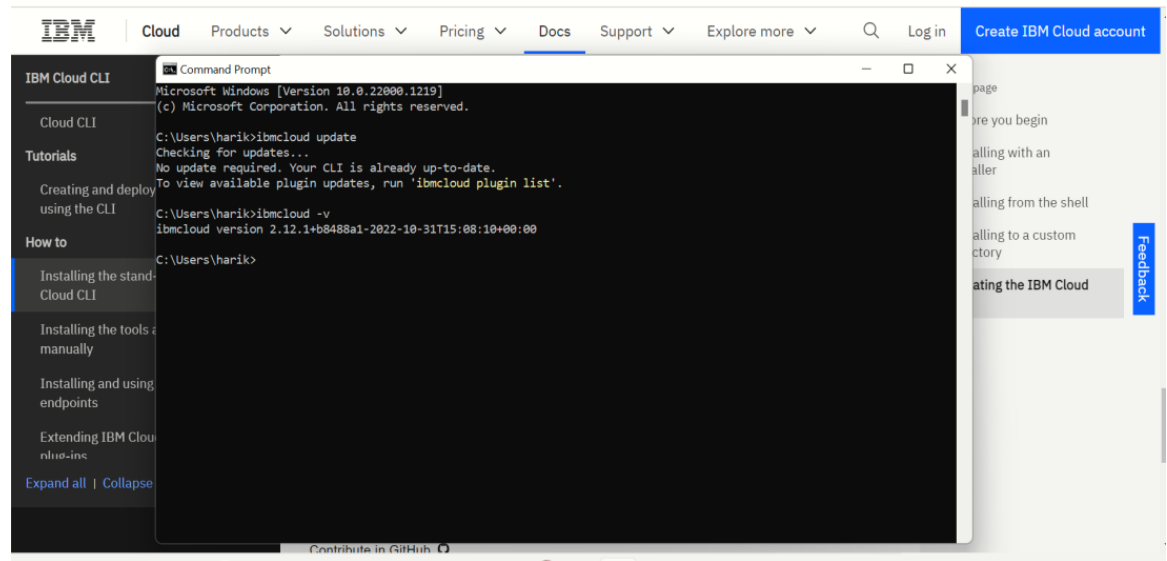 IBM Cloud Products Solutions Pricing Docs Support Explore more Log in Create IBM Cloud account
IBM Cloud CLI
Cloud CLI
Tutorials
Creating and deploy
using the CLI
How to
Installing the stand-
Cloud CLI
Installing the tools a
manually
Installing and using
endpoints
Extending IBM Clou
plug-ins
Expand all | Collapse
Command Prompt
Microsoft Windows [Version 10.0.22000.1219]
(c) Microsoft Corporation. All rights reserved.
C:\Users\harik>ibmcloud update
Checking for updates...
No update required. Your CLI is already up-to-date.
To view available plugin updates, run 'ibmcloud plugin list'.
C:\Users\harik>ibmcloud -v
ibmcloud version 2.12.1+b8488a1-2022-10-31T15:08:10+00:00
C:\Users\harik>
page
ore you begin
alling with an
aller
alling from the shell
alling to a custom
ctory
ating the IBM Cloud
Feedback
Contribute in GitHub